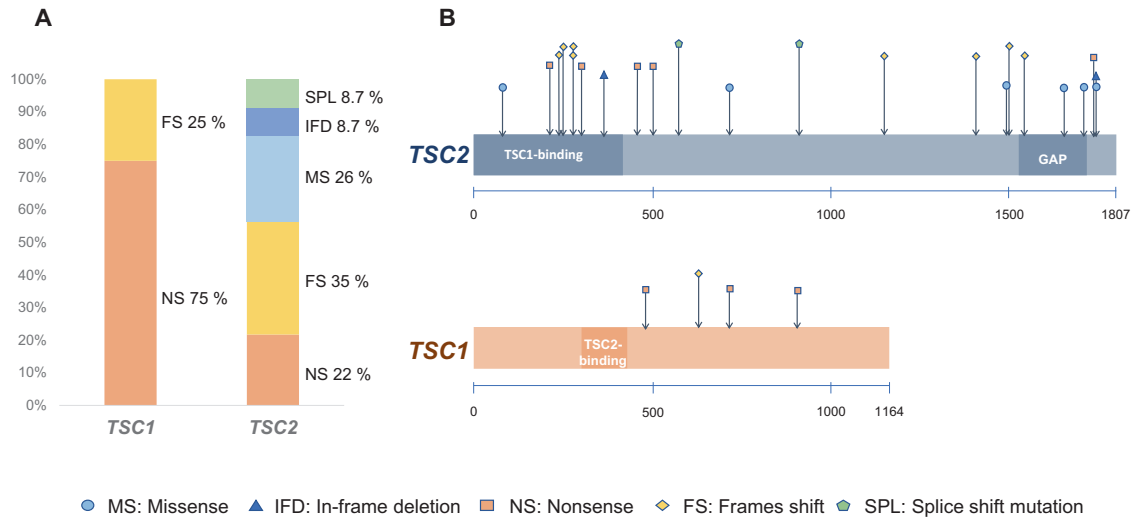 A
100%
90%
80%
70%
60%
50%
40%
30%
20%
10%
0%
FS 25 %
NS 75 %
SPL 8.7 %
IFD 8.7 %
MS 26 %
FS 35 %
NS 22 %
TSC1 TSC2
B
TSC2
TSC1-binding
GAP
0 500 1000 1500 1807
TSC1
TSC2-
binding
0 500 1000 1164
MS: Missense IFD: In-frame deletion NS: Nonsense FS: Frames shift SPL: Splice shift mutation